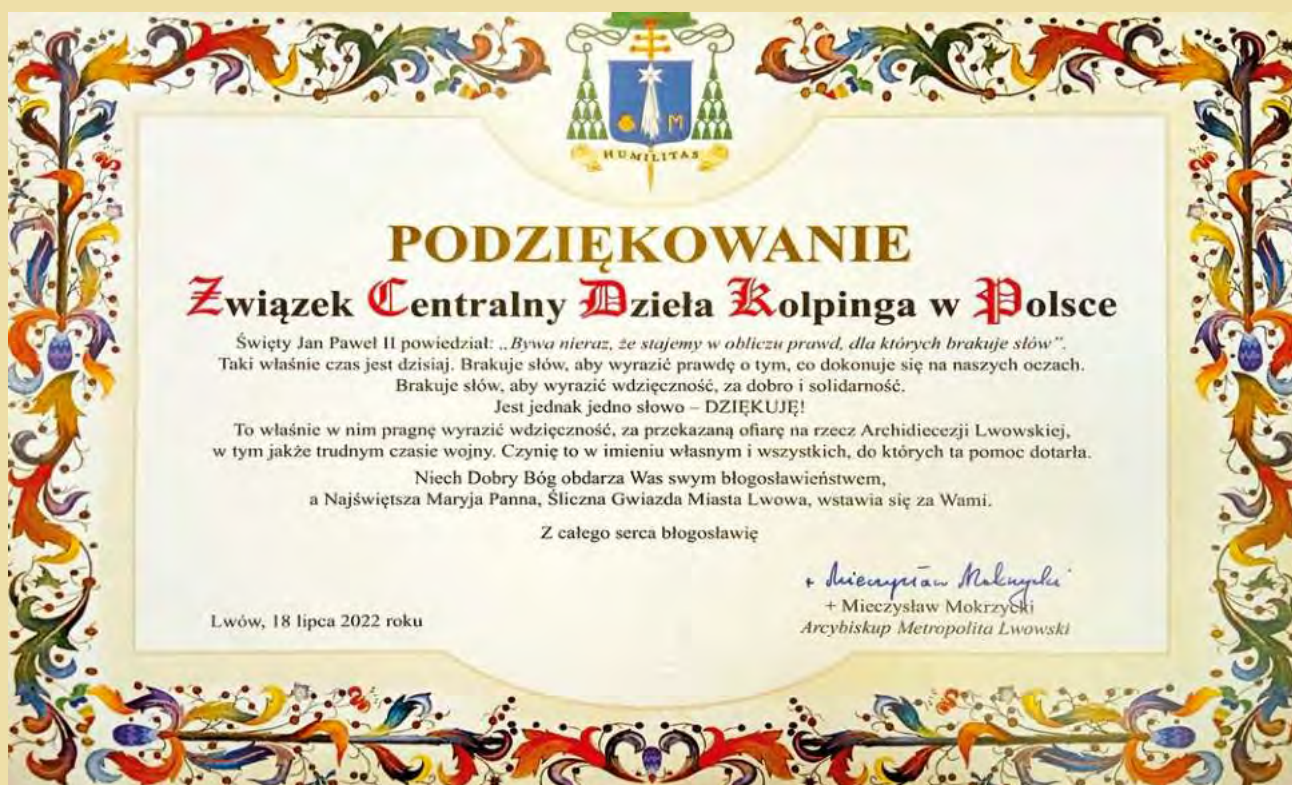 M
HUMILITAS
PODZIĘKOWANIE
Związek Centralny Dzieła Kolpinga w Polsce
Święty Jan Paweł II powiedział: „Bywa nieraz, że stajemy w obliczu prawd, dla których brakuje słów”.
Taki właśnie czas jest dzisiaj. Brakuje słów, aby wyrazić prawdę o tym, co dokonuje się na naszych oczach.
Brakuje słów, aby wyrazić wdzięczność, za dobro i solidarność.
Jest jednak jedno słowo – DZIĘKUJĘ!
To właśnie w nim pragnę wyrazić wdzięczność, za przekazaną ofiarę na rzecz Archidiecezji Lwowskiej,
w tym jakże trudnym czasie wojny. Czynię to w imieniu własnym i wszystkich, do których ta pomoc dotarła.
Niech Dobry Bóg obdarza Was swym błogosławieństwem,
a Najświętsza Maryja Panna, Śliczna Gwiazda Miasta Lwowa, wstawia się za Wami.
Z całego serca błogosławię
+ Mieczysław Mokrzycki
+ Mieczysław Mokrzycki
Arcybiskup Metropolita Lwowski
Lwów, 18 lipca 2022 roku